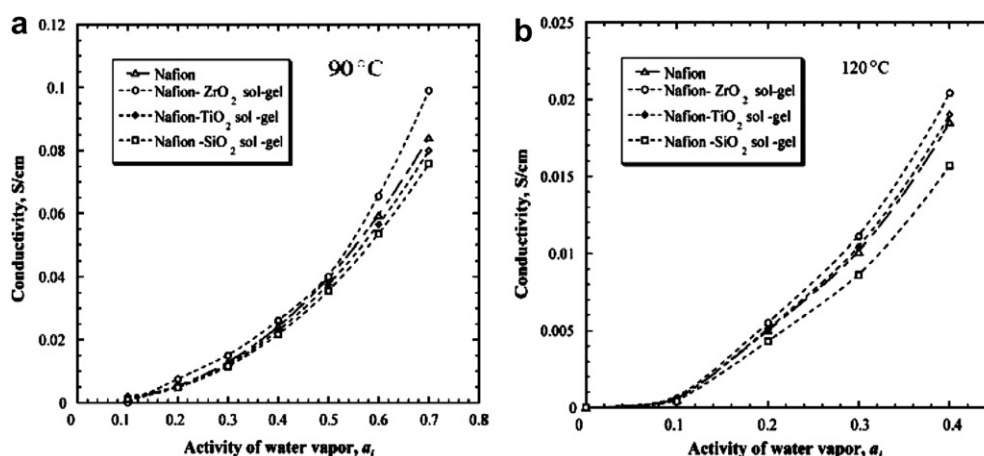 a
0.12
0.1
0.08
0.06
0.04
0.02
0
Conductivity, S/cm
Nafion
Nafion- ZrO2 sol-gel
Nafion-TiO2 sol -gel
Nafion -SiO2 sol -gel
90°C
0 0.1 0.2 0.3 0.4 0.5 0.6 0.7 0.8
Activity of water vapor, ai
b
0.025
0.02
0.015
0.01
0.005
0
Conductivity, S/cm
Nafion
Nafion- ZrO2 sol-gel
Nafion-TiO2 sol -gel
Nafion -SiO2 sol -gel
120°C
0 0.1 0.2 0.3 0.4
Activity of water vapor, ai